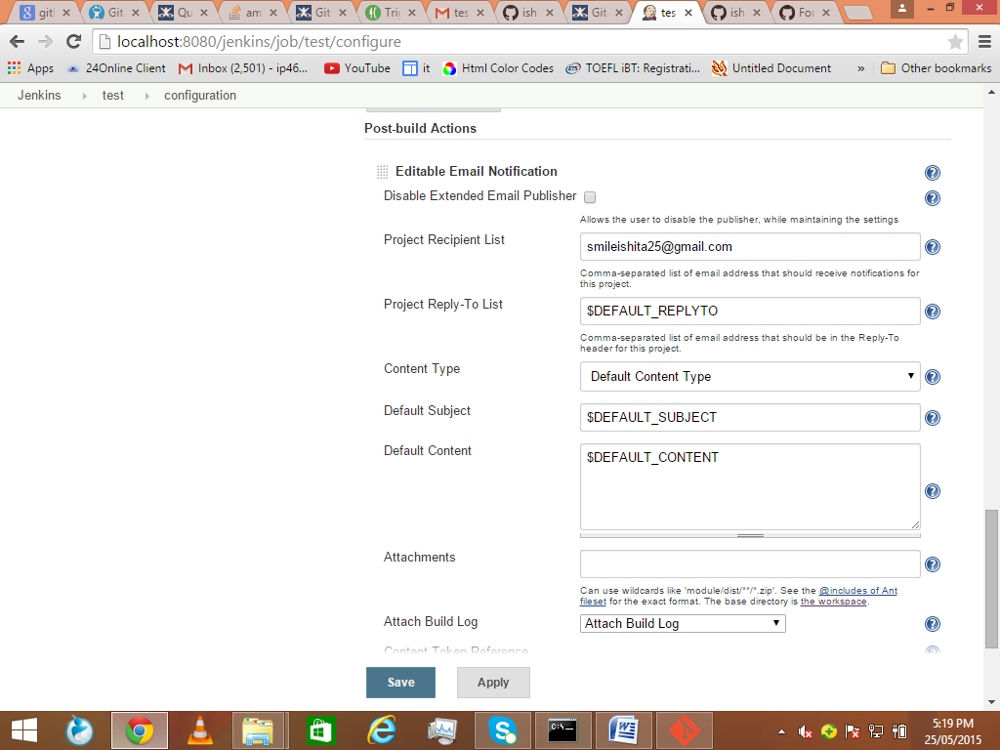 gitl
Git
Qu
am
Git
Tri
tes
ish
Git
tes
ish
For
localhost:8080/jenkins/job/test/configure
Apps
24Online Client
Inbox (2,501) - ip46...
YouTube
it
Html Color Codes
TOEFL iBT: Registrati...
Untitled Document
»
Other bookmarks
Jenkins
test
configuration
Post-build Actions
Editable Email Notification
Disable Extended Email Publisher
Allows the user to disable the publisher, while maintaining the settings
Project Recipient List
smileishita25@gmail.com
Comma-separated list of email address that should receive notifications for
this project.
Project Reply-To List
$DEFAULT_REPLYTO
Comma-separated list of email address that should be in the Reply-To
header for this project.
Content Type
Default Content Type
Default Subject
$DEFAULT_SUBJECT
Default Content
$DEFAULT_CONTENT
Attachments
Can use wildcards like 'module/dist/**/*.zip'. See the @includes of Ant
fileset for the exact format. The base directory is the workspace.
Attach Build Log
Attach Build Log
Content Token Reference
Save
Apply
5:19 PM
25/05/2015